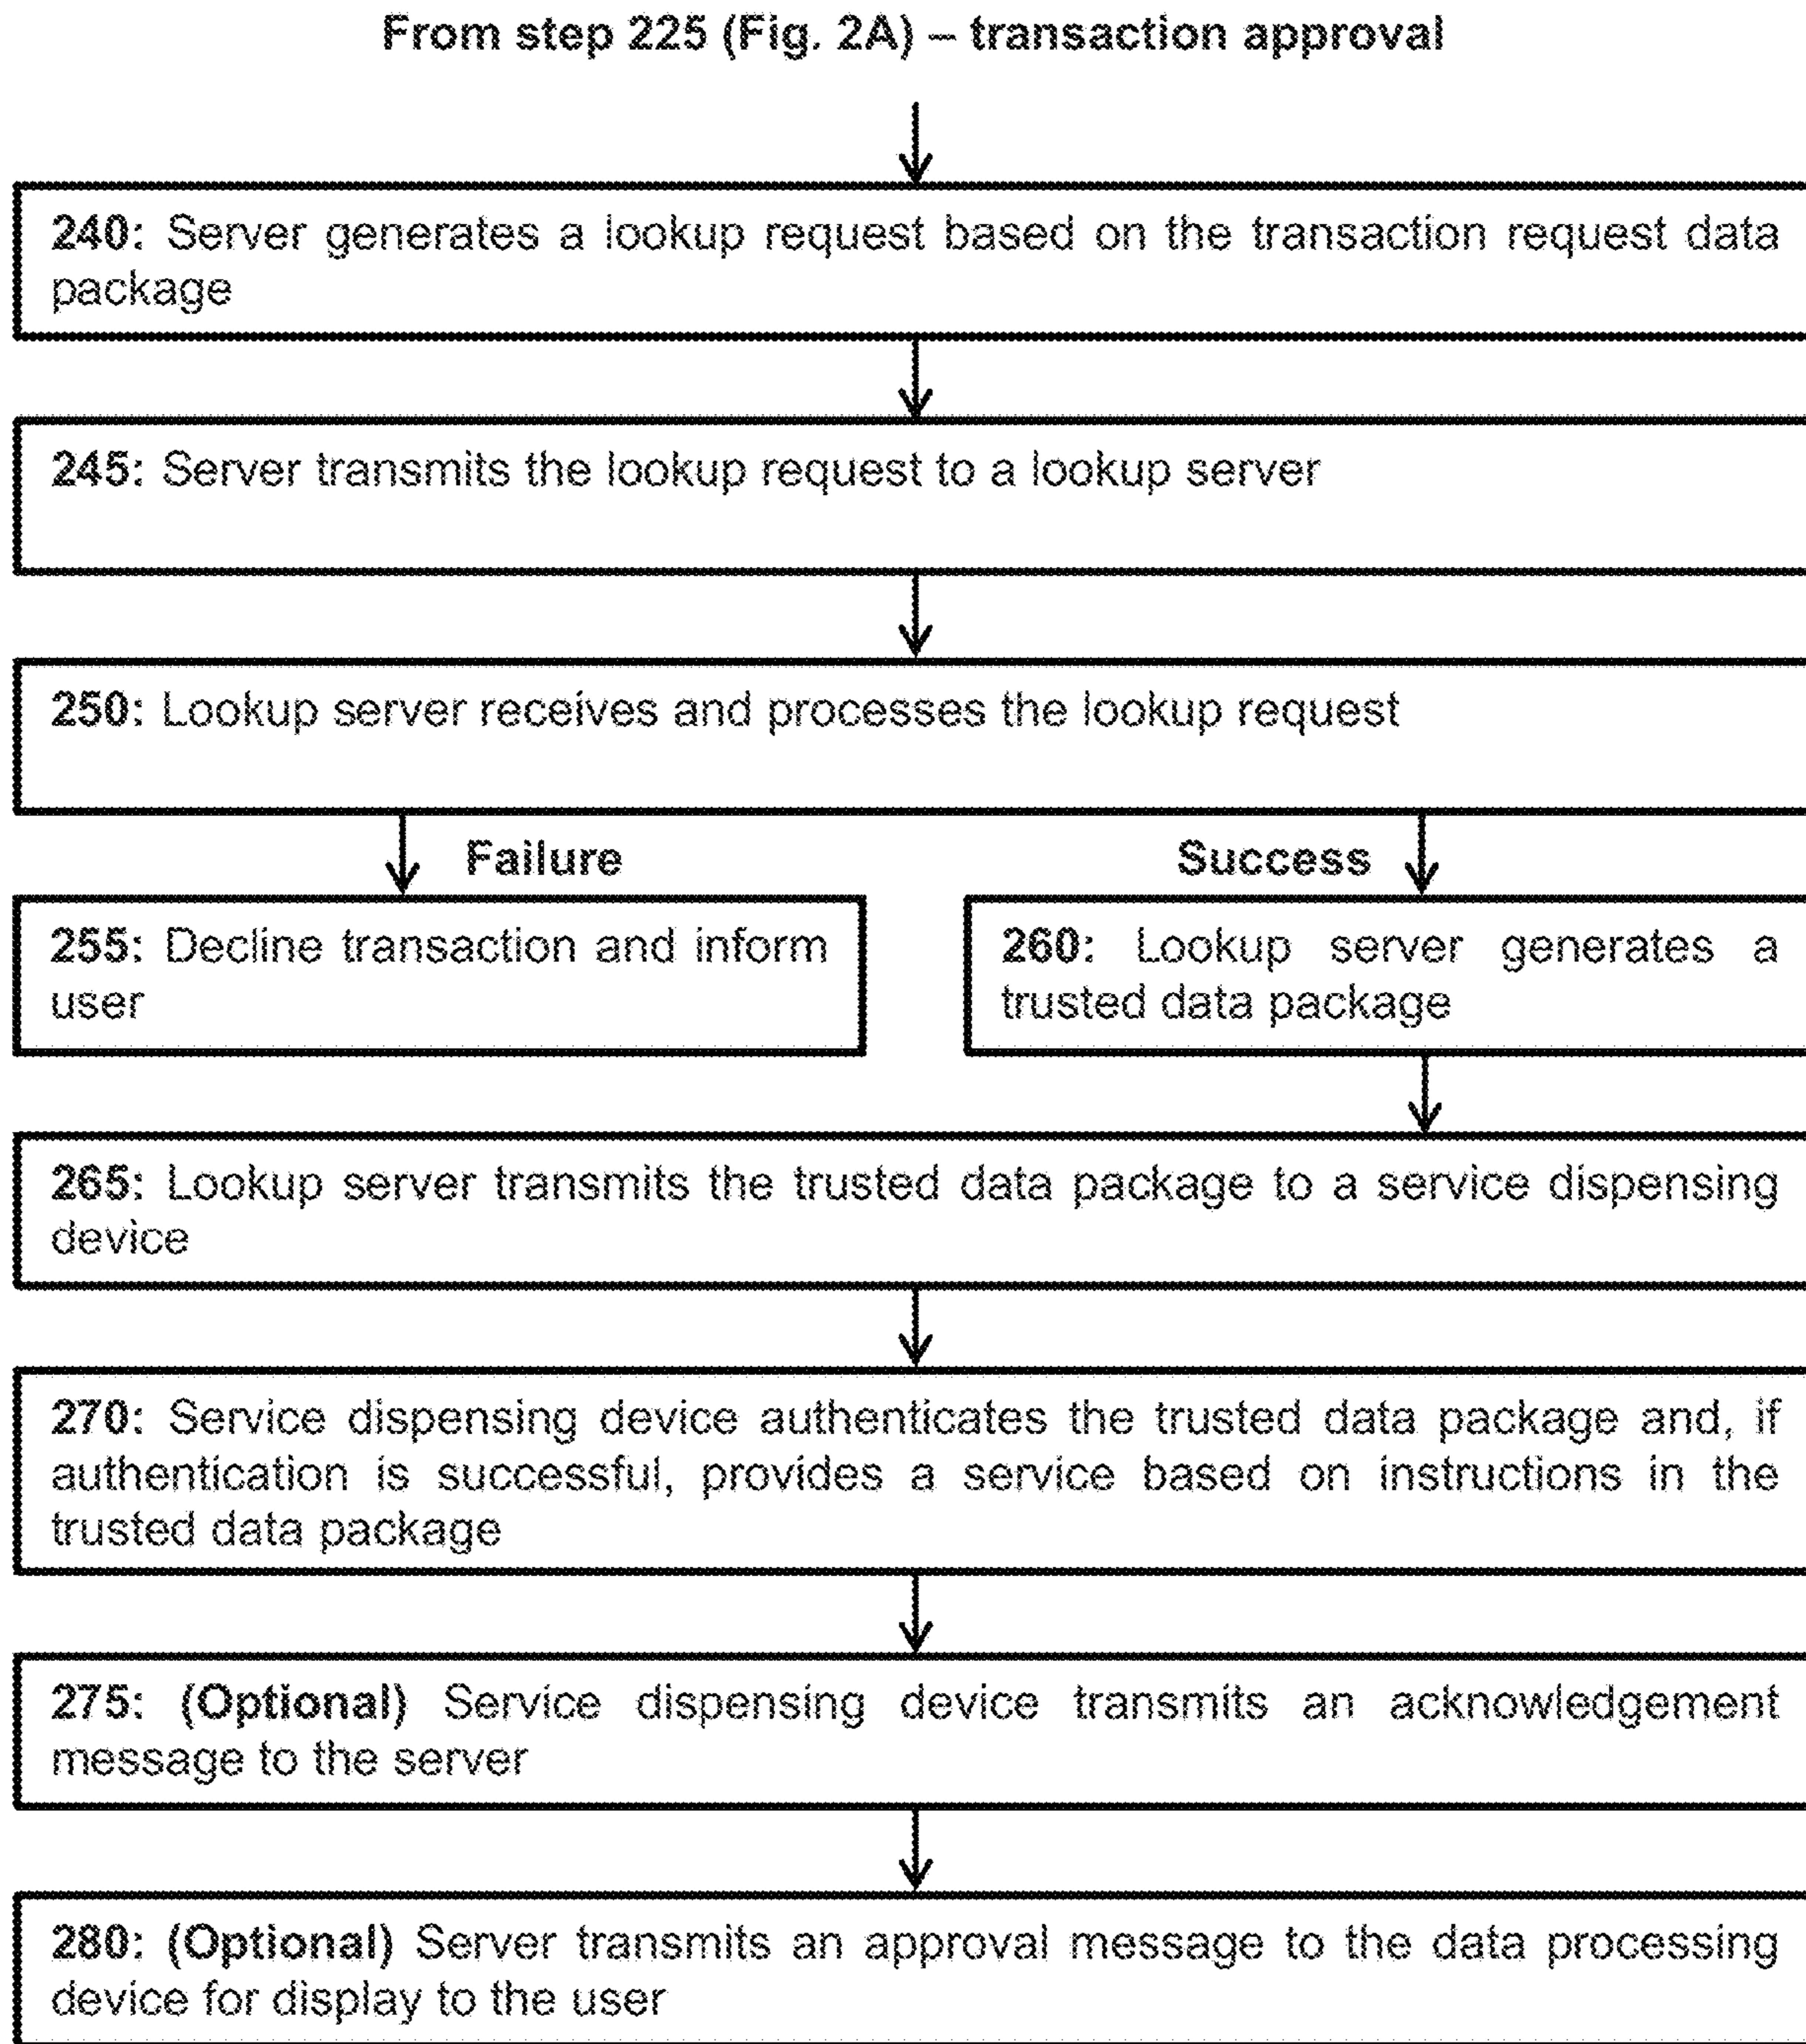 From step 225 (Fig. 2A) – transaction approval
240: Server generates a lookup request based on the transaction request data
package
245: Server transmits the lookup request to a lookup server
250: Lookup server receives and processes the lookup request
Failure
Success
255: Decline transaction and inform
user
260: Lookup server generates a
trusted data package
265: Lookup server transmits the trusted data package to a service dispensing
device
270: Service dispensing device authenticates the trusted data package and, if
authentication is successful, provides a service based on instructions in the
trusted data package
275: (Optional) Service dispensing device transmits an acknowledgement
message to the server
280: (Optional) Server transmits an approval message to the data processing
device for display to the user